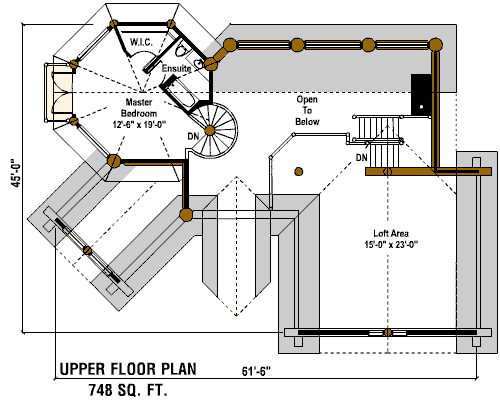 W.I.C.
Ensuite
Master
Bedroom
12'-6" x 19'-0"
DN
Open
To
Below
DN
Loft Area
15'-0" x 23'-0"
45'-0"
UPPER FLOOR PLAN
748 SQ. FT.
61'-6"